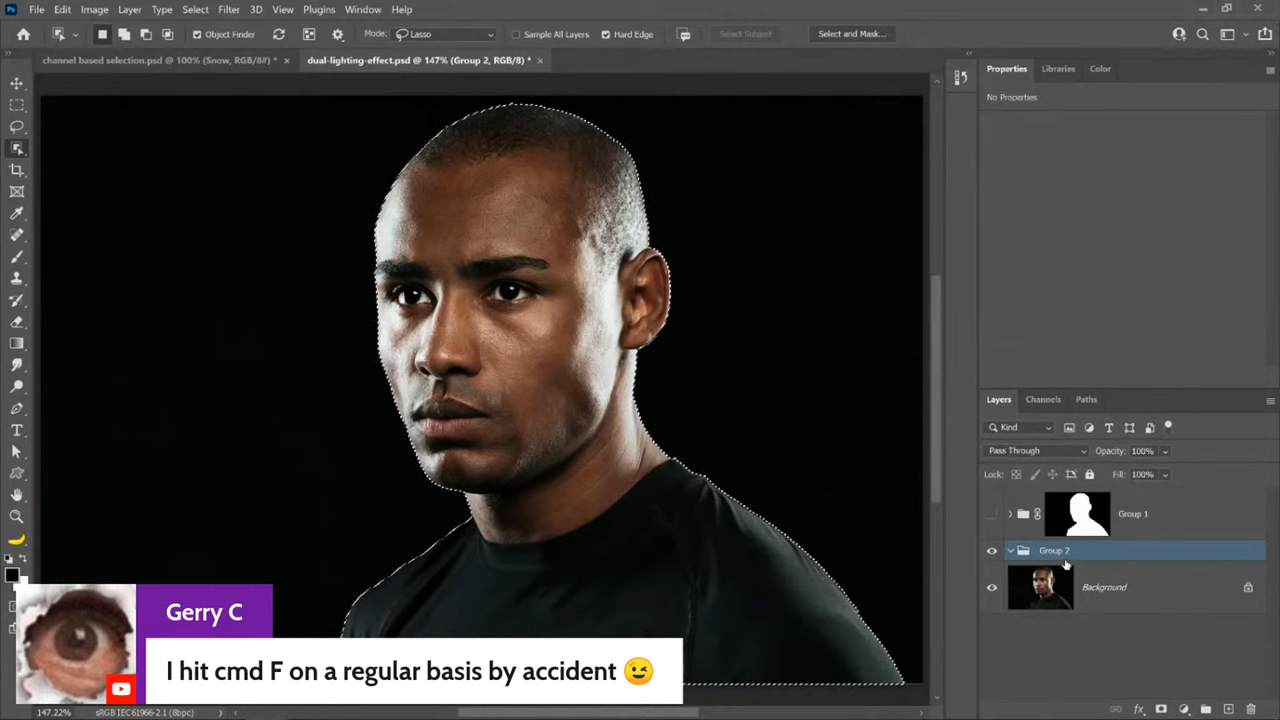 Ps File Edit Image Layer Type Select Filter 3D View Plugins Window Help
Object Finder Mode: Lasso Sample All Layers Hard Edge Select Subject Select and Mask...
channel based selection.psd @ 100% (Snow, RGB/8#) * × dual-lighting-effect.psd @ 147% (Group 2, RGB/8) * ×
Properties Libraries Color
No Properties
Layers Channels Paths
Kind
Pass Through Opacity: 100%
Lock: Fill: 100%
Group 1
Group 2
Background
Gerry C
I hit cmd F on a regular basis by accident 😉
147.22% sRGB IEC61966-2.1 (8bpc)
fx